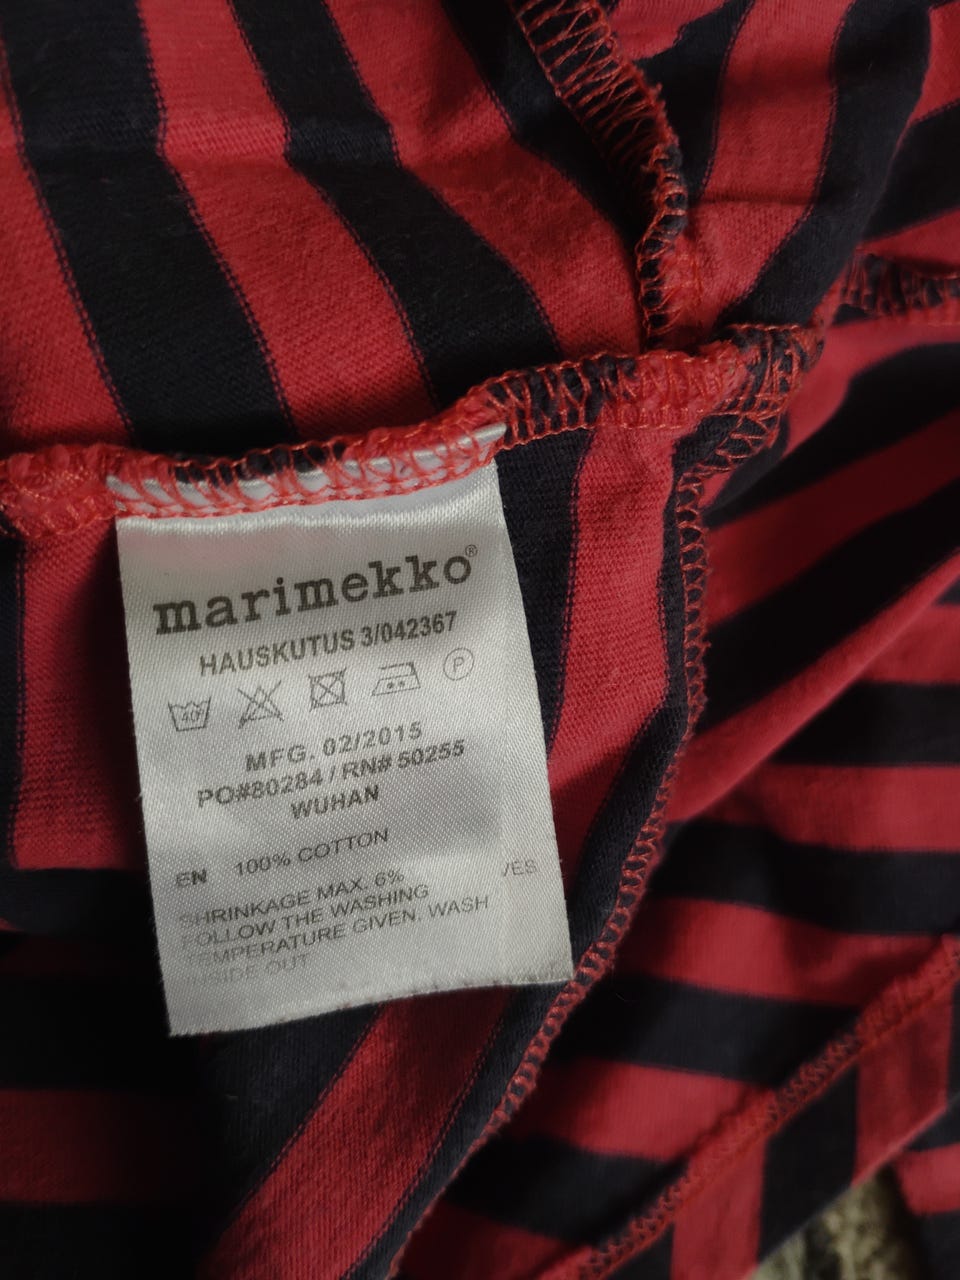 marimekko®
HAUSKUTUS 3/042367
40°
P
MFG. 02/2015
PO#80284 / RN# 50255
WUHAN
EN 100% COTTON
SHRINKAGE MAX. 6%
FOLLOW THE WASHING
TEMPERATURE GIVEN, WASH
INSIDE OUT